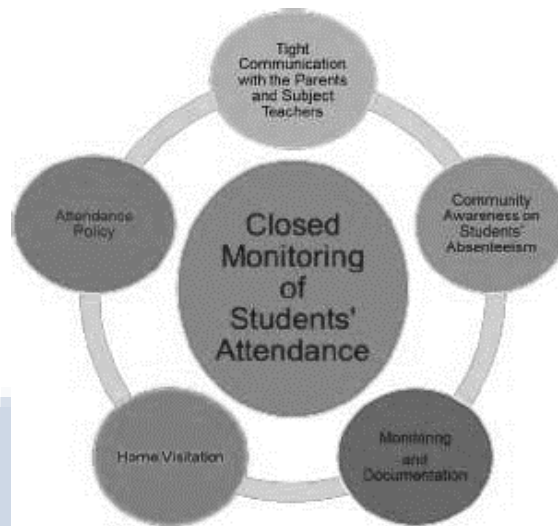 Tight
Communication
with the Parents
and Subject
Teachers
Attendance
Policy
Closed
Monitoring
of
Students'
Attendance
Community
Awareness on
Students'
Absenteeism
Home Visitation
Monitoring
and
Documentation